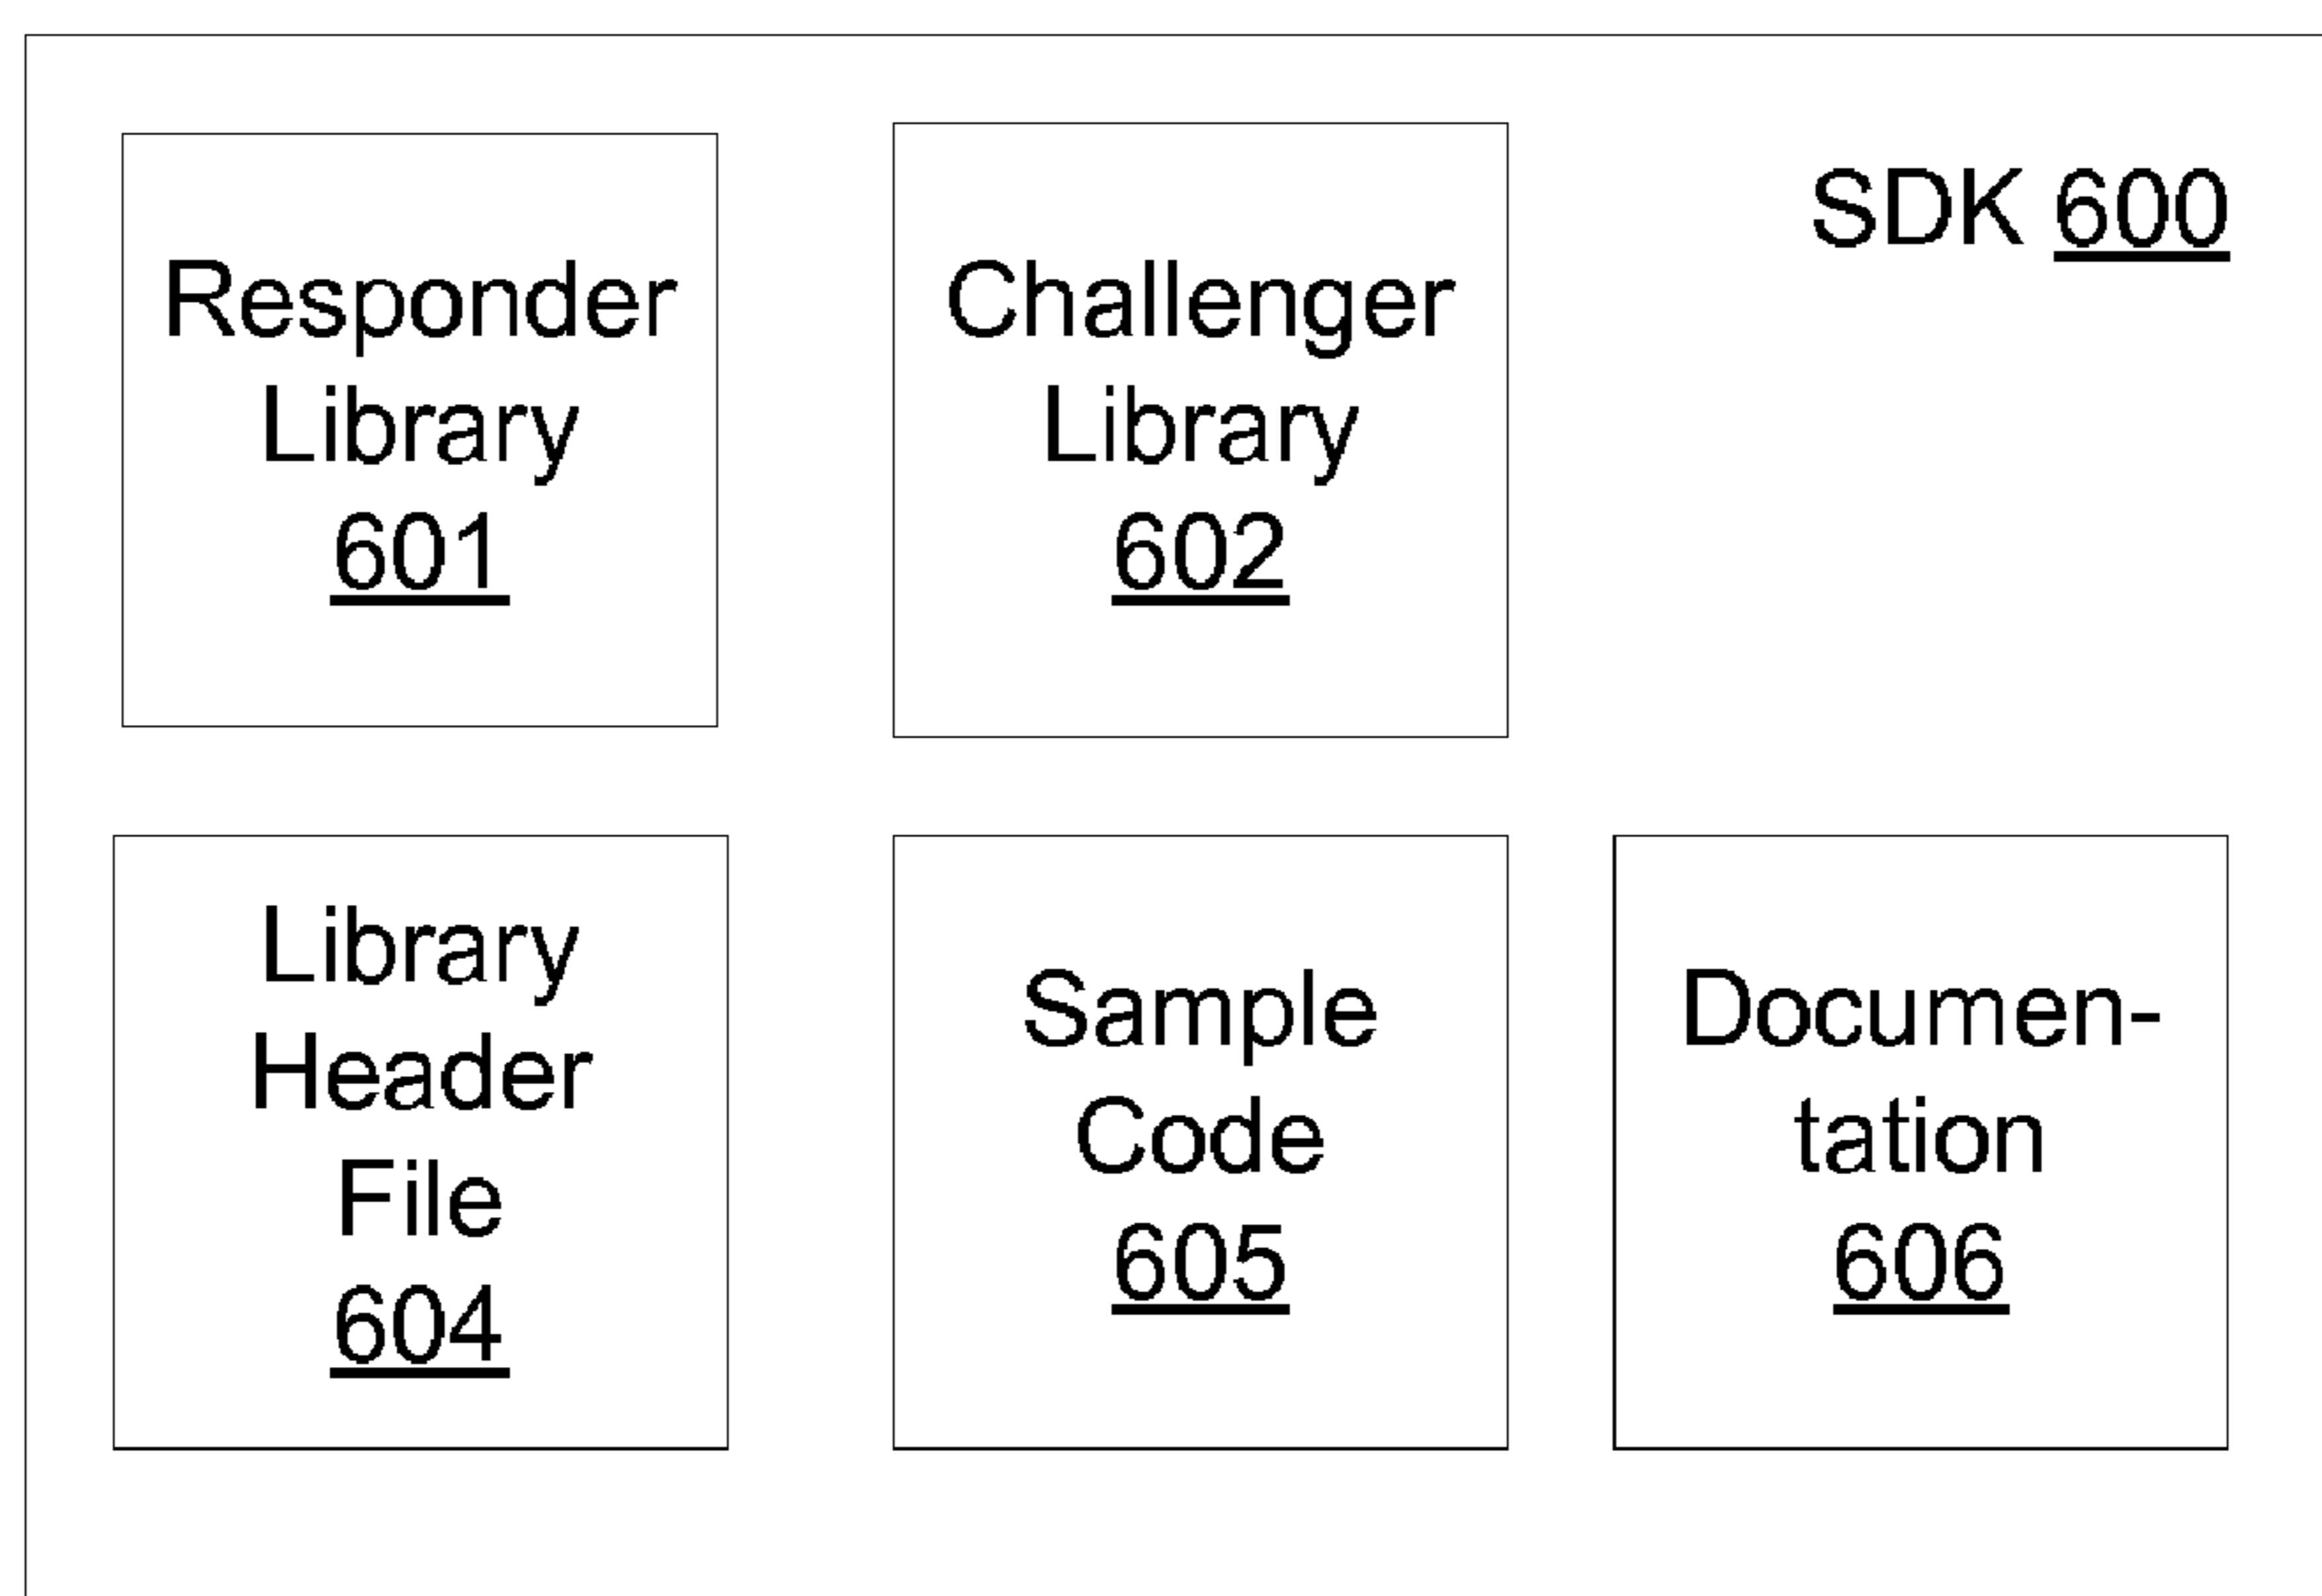 Responder
Library
601
Challenger
Library
602
SDK 600
Library
Header
File
604
Sample
Code
605
Documen-
tation
606